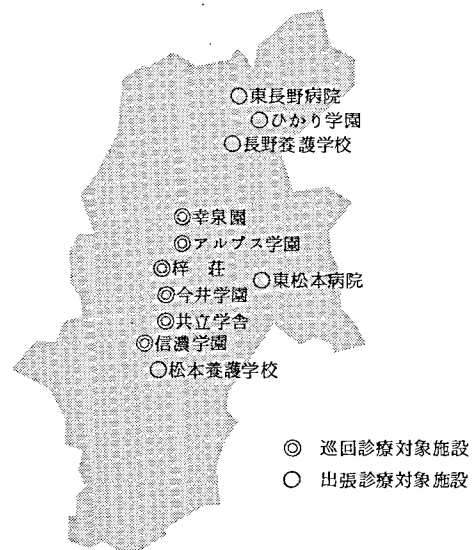 ○東長野病院
○ひかり学園
○長野養護学校
◎幸泉園
◎アルプス学園
◎梓 荘
○東松本病院
◎今井学園
◎共立学舎
◎信濃学園
○松本養護学校
◎ 巡回診療対象施設
○ 出張診療対象施設